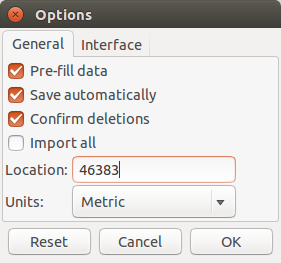 Options
General Interface
Pre-fill data
Save automatically
Confirm deletions
Import all
Location: 46383
Units: Metric
Reset Cancel OK